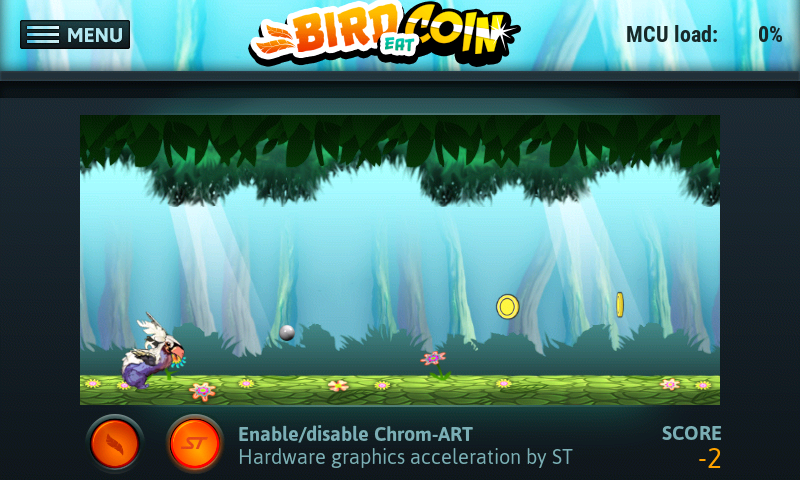 MENU
BIRD
EAT
COIN
MCU load: 0%
ST
Enable/disable Chrom-ART
Hardware graphics acceleration by ST
SCORE
-2